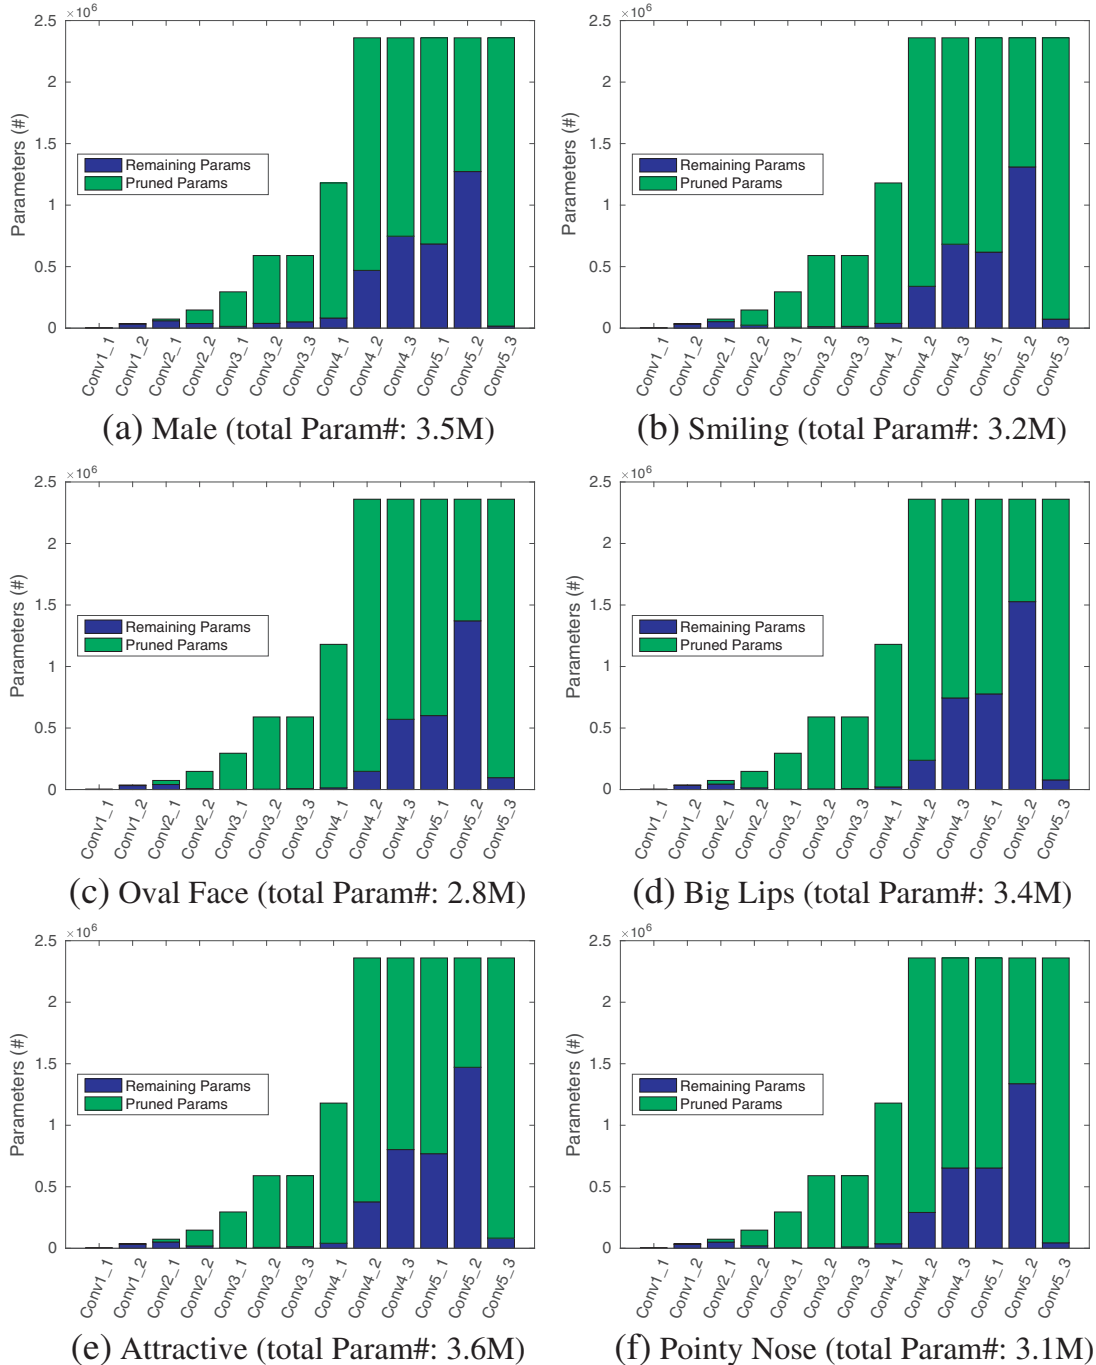 ×10⁶
2.5
2
1.5
1
0.5
0
Parameters (#)
Remaining Params
Pruned Params
Conv1_1
Conv1_2
Conv2_1
Conv2_2
Conv3_1
Conv3_2
Conv3_3
Conv4_1
Conv4_2
Conv4_3
Conv5_1
Conv5_2
Conv5_3
(a) Male (total Param#: 3.5M)
×10⁶
2.5
2
1.5
1
0.5
0
Parameters (#)
Remaining Params
Pruned Params
Conv1_1
Conv1_2
Conv2_1
Conv2_2
Conv3_1
Conv3_2
Conv3_3
Conv4_1
Conv4_2
Conv4_3
Conv5_1
Conv5_2
Conv5_3
(b) Smiling (total Param#: 3.2M)
×10⁶
2.5
2
1.5
1
0.5
0
Parameters (#)
Remaining Params
Pruned Params
Conv1_1
Conv1_2
Conv2_1
Conv2_2
Conv3_1
Conv3_2
Conv3_3
Conv4_1
Conv4_2
Conv4_3
Conv5_1
Conv5_2
Conv5_3
(c) Oval Face (total Param#: 2.8M)
×10⁶
2.5
2
1.5
1
0.5
0
Parameters (#)
Remaining Params
Pruned Params
Conv1_1
Conv1_2
Conv2_1
Conv2_2
Conv3_1
Conv3_2
Conv3_3
Conv4_1
Conv4_2
Conv4_3
Conv5_1
Conv5_2
Conv5_3
(d) Big Lips (total Param#: 3.4M)
×10⁶
2.5
2
1.5
1
0.5
0
Parameters (#)
Remaining Params
Pruned Params
Conv1_1
Conv1_2
Conv2_1
Conv2_2
Conv3_1
Conv3_2
Conv3_3
Conv4_1
Conv4_2
Conv4_3
Conv5_1
Conv5_2
Conv5_3
(e) Attractive (total Param#: 3.6M)
×10⁶
2.5
2
1.5
1
0.5
0
Parameters (#)
Remaining Params
Pruned Params
Conv1_1
Conv1_2
Conv2_1
Conv2_2
Conv3_1
Conv3_2
Conv3_3
Conv4_1
Conv4_2
Conv4_3
Conv5_1
Conv5_2
Conv5_3
(f) Pointy Nose (total Param#: 3.1M)